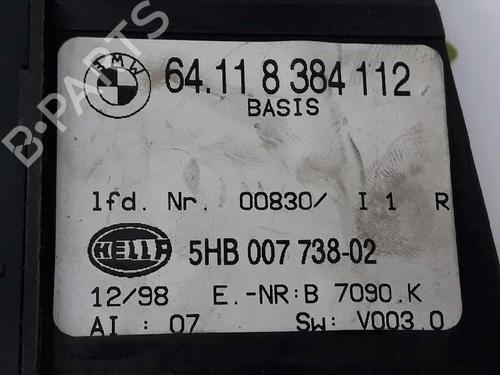 BMW 64.11 8 384 112
BASIS
lfd. Nr. 00830/ I 1 R
HELLA 5HB 007 738-02
12/98 E.-NR:B 7090.K
AI : 07 SW: V003.0
B-PARTS